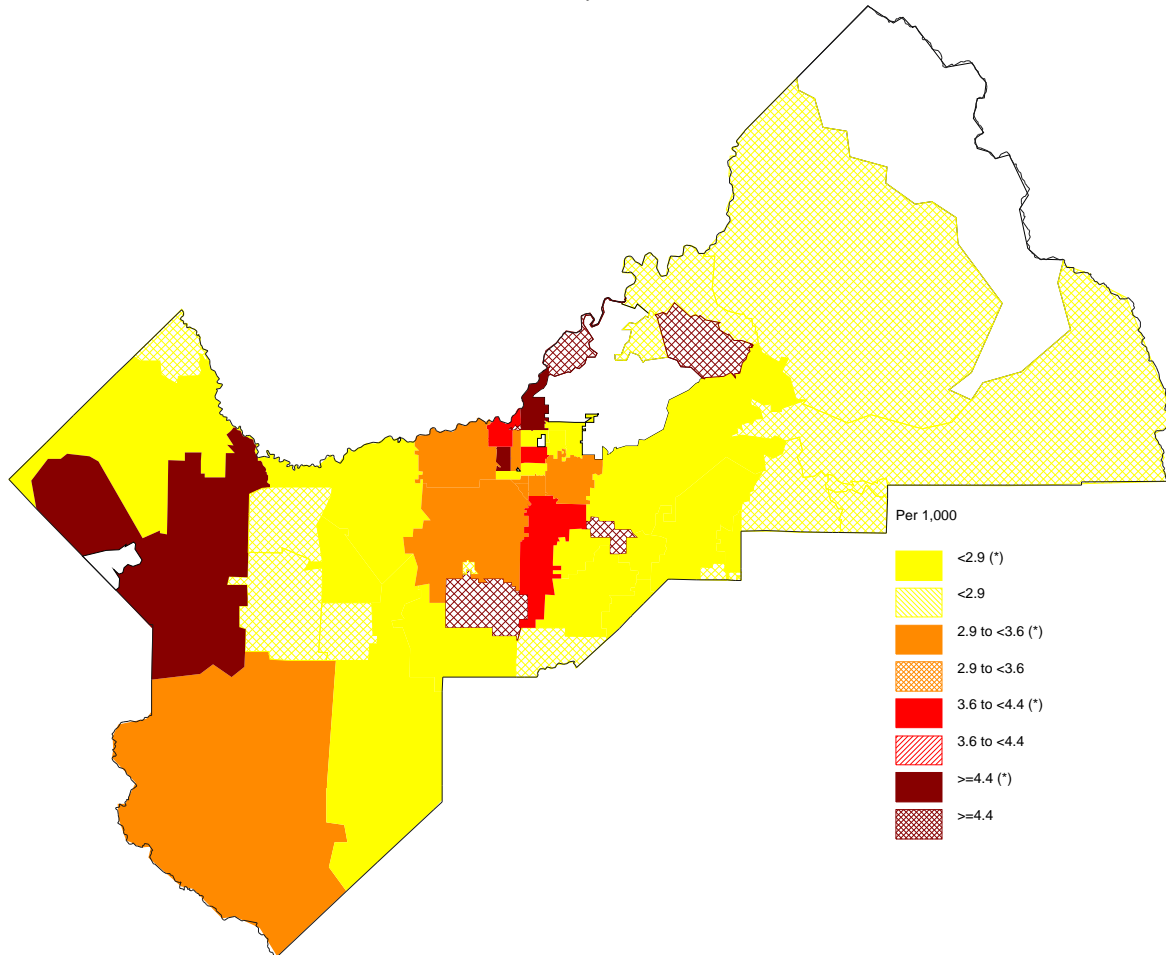 Per 1,000
<2.9 (*)
<2.9
2.9 to <3.6 (*)
2.9 to <3.6
3.6 to <4.4 (*)
3.6 to <4.4
>=4.4 (*)
>=4.4